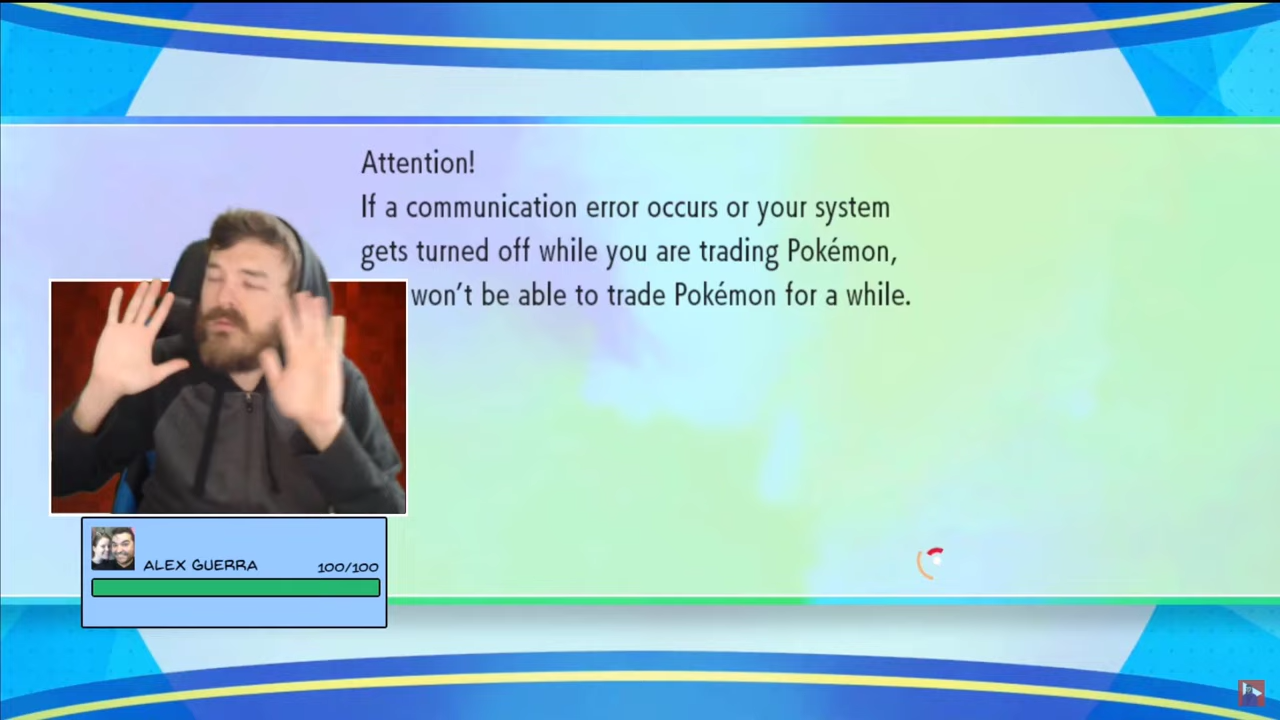 Attention!
If a communication error occurs or your system
gets turned off while you are trading Pokémon,
won't be able to trade Pokémon for a while.
ALEX GUERRA 100/100